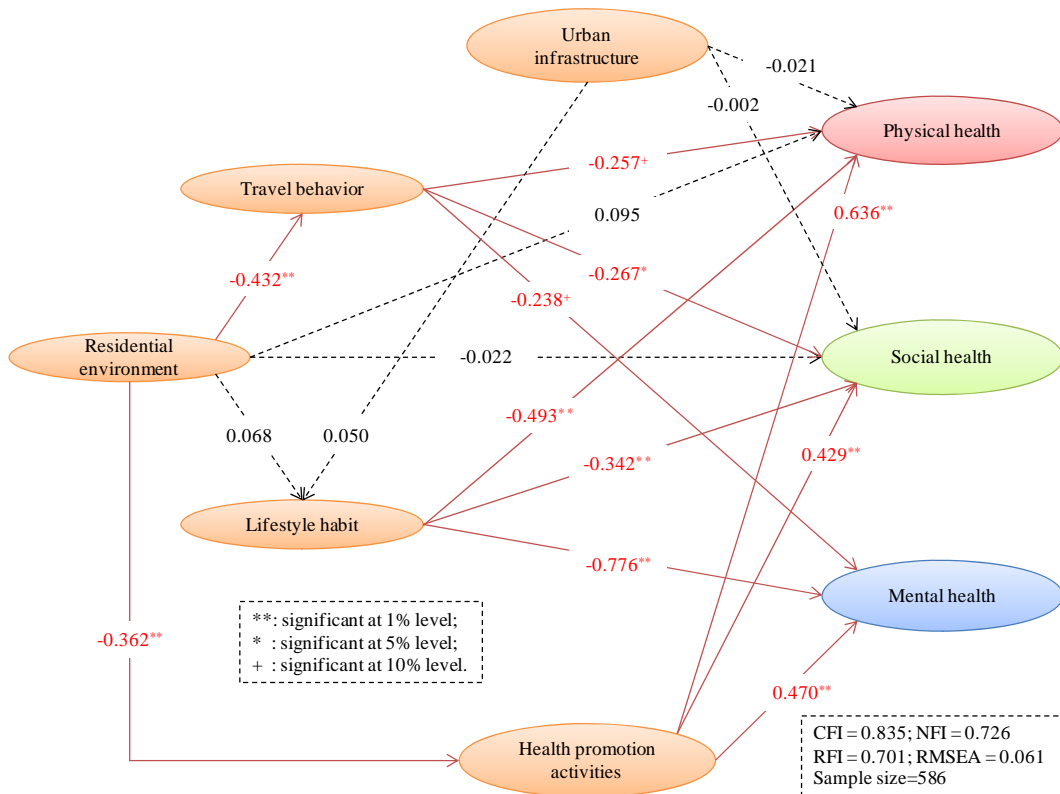 Urban
infrastructure
-0.021
-0.002
Physical health
-0.257+
Travel behavior
0.095
0.636**
-0.432**
-0.267*
-0.238+
Residential
environment
-0.022
Social health
-0.493**
0.068
0.050
0.429**
-0.342**
Lifestyle habit
-0.776**
Mental health
**: significant at 1% level;
* : significant at 5% level;
+ : significant at 10% level.
-0.362**
0.470**
Health promotion
activities
CFI = 0.835; NFI = 0.726
RFI = 0.701; RMSEA = 0.061
Sample size=586